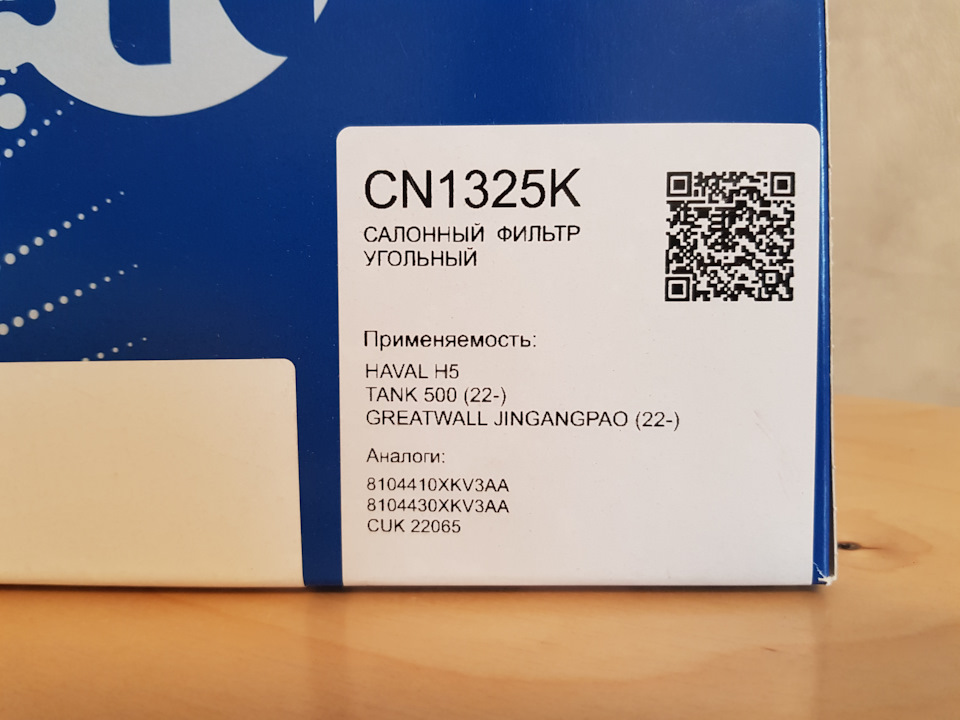 CN1325K
САЛОННЫЙ ФИЛЬТР
УГОЛЬНЫЙ
Применяемость:
HAVAL H5
TANK 500 (22-)
GREATWALL JINGANGPAO (22-)
Аналоги:
8104410XKV3AA
8104430XKV3AA
CUK 22065